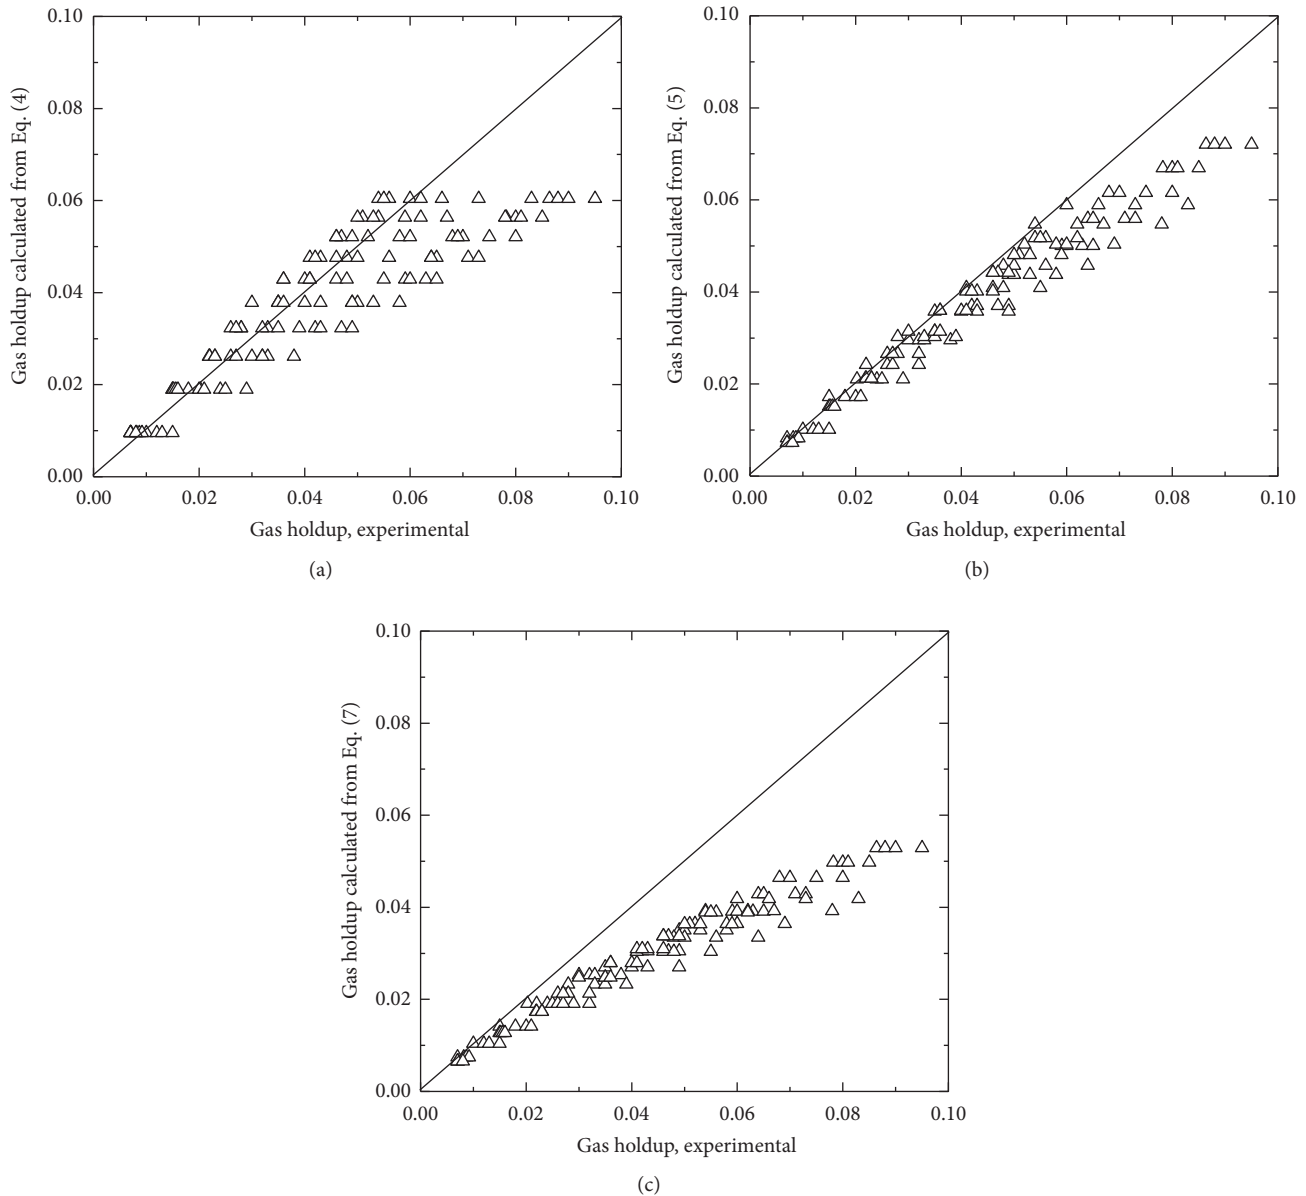 0.10
0.08
0.06
0.04
0.02
0.00
Gas holdup calculated from Eq. (4)
0.00 0.02 0.04 0.06 0.08 0.10
Gas holdup, experimental
(a)
0.10
0.08
0.06
0.04
0.02
0.00
Gas holdup calculated from Eq. (5)
0.00 0.02 0.04 0.06 0.08 0.10
Gas holdup, experimental
(b)
0.10
0.08
0.06
0.04
0.02
0.00
Gas holdup calculated from Eq. (7)
0.00 0.02 0.04 0.06 0.08 0.10
Gas holdup, experimental
(c)